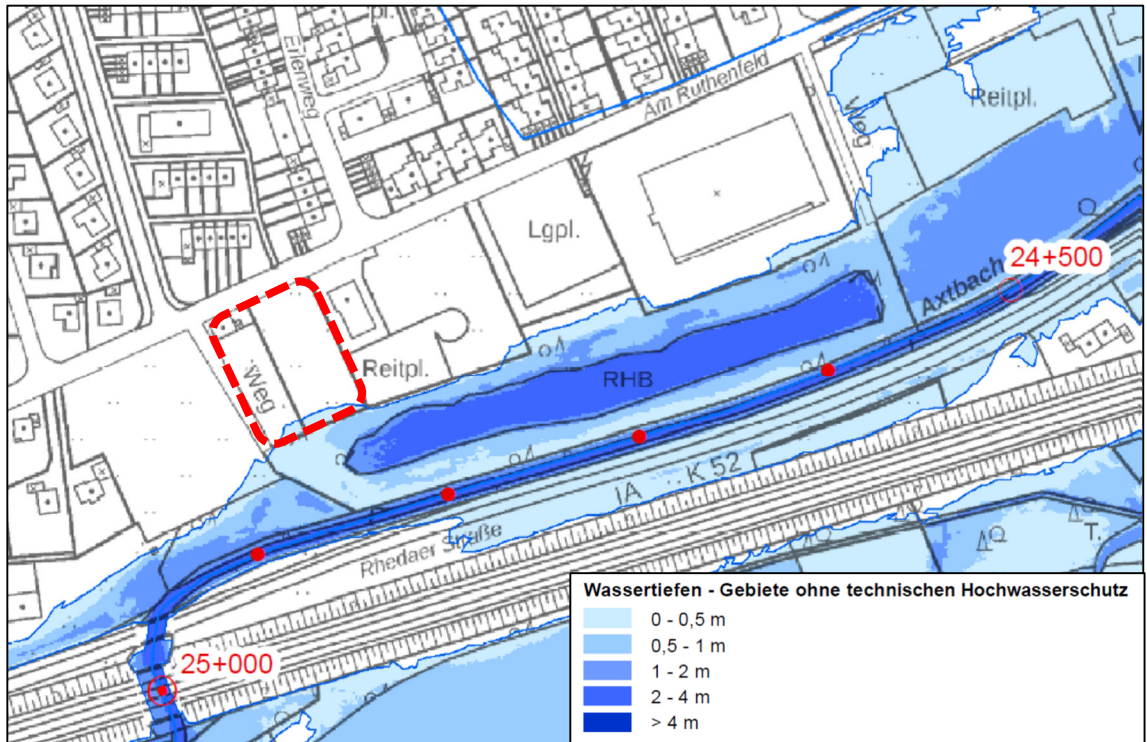 Erlenweg
Am Ruthenfeld
Weg
Reitpl.
Lgpl.
24+500
Axtbach
Weg
Reitpl.
RHB
IA
K 52
Rhedaer Straße
T.
25+000
Wassertiefen - Gebiete ohne technischen Hochwasserschutz
0 - 0,5 m
0,5 - 1 m
1 - 2 m
2 - 4 m
> 4 m